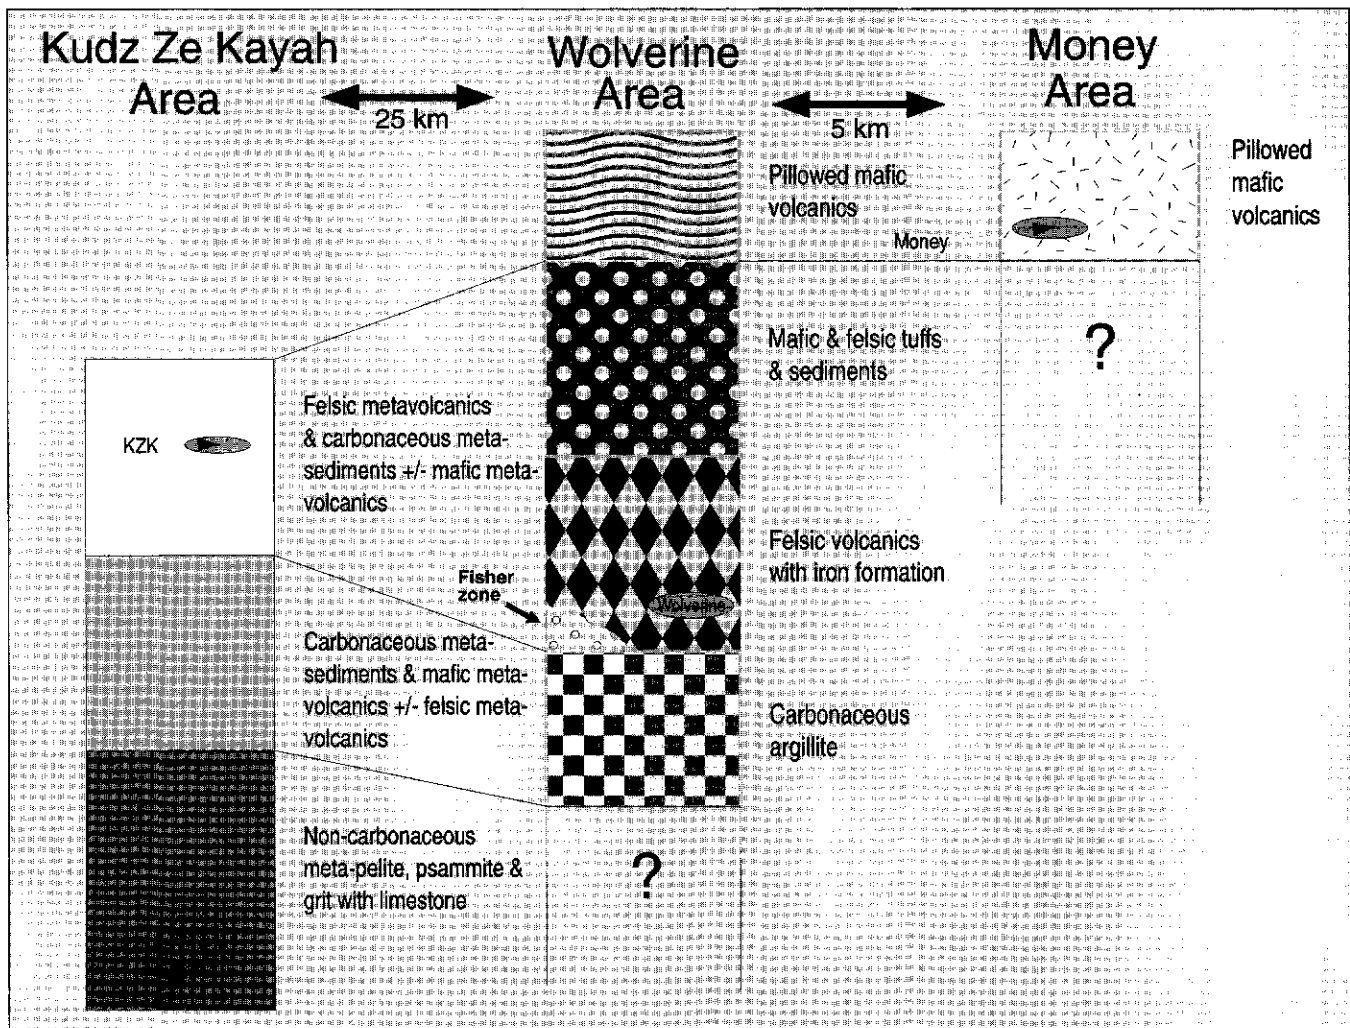 Kudz Ze Kayah
Area
25 km
Wolverine
Area
5 km
Money
Area
Pillowed mafic
volcanics
Money
Pillowed
mafic
volcanics
Mafic & felsic tuffs
& sediments
?
KZK
Felsic metavolcanics
& carbonaceous meta-
sediments +/- mafic meta-
volcanics
Felsic volcanics
with iron formation
Fisher
zone
Wolverine
Carbonaceous meta-
sediments & mafic meta-
volcanics +/- felsic meta-
volcanics
Carbonaceous
argillite
Non-carbonaceous
meta-pelite, psammite &
grit with limestone
?